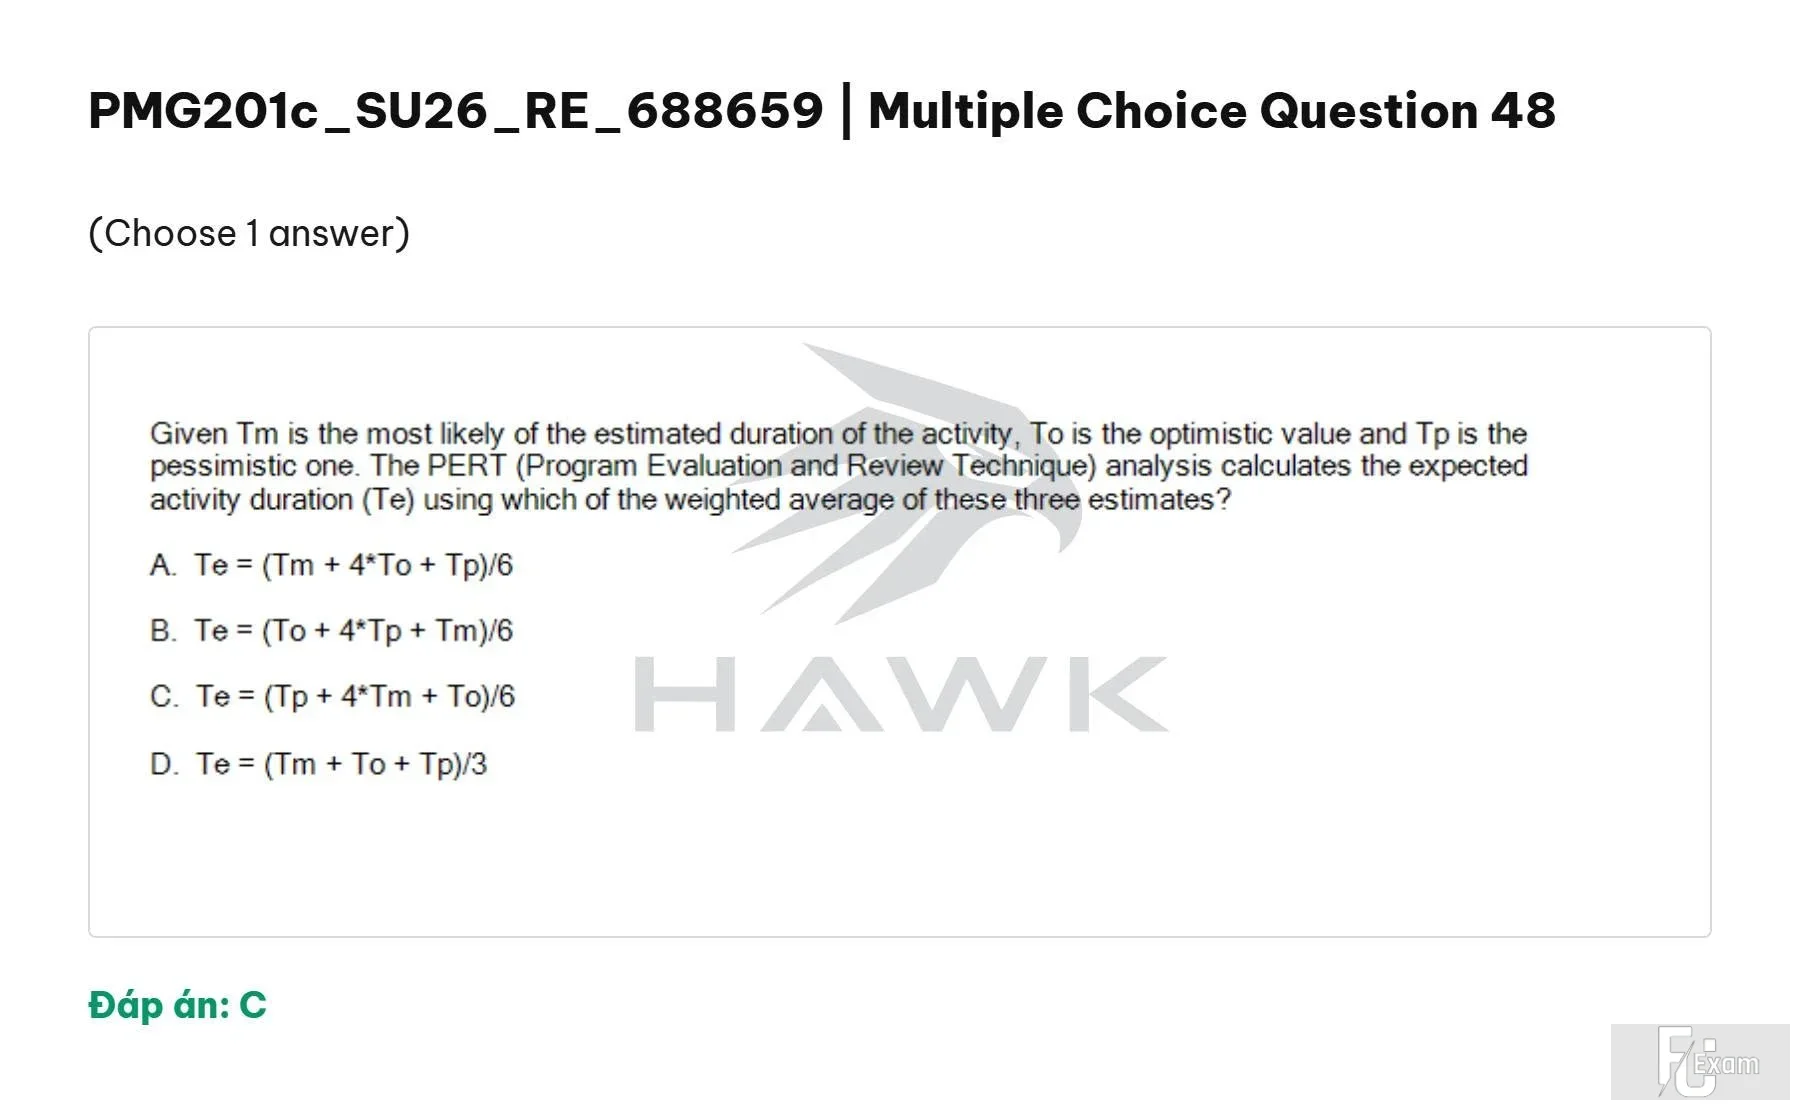 PMG201c_SU26_RE_688659 | Multiple Choice Question 48
(Choose 1 answer)
Given Tm is the most likely of the estimated duration of the activity, To is the optimistic value and Tp is the
pessimistic one. The PERT (Program Evaluation and Review Technique) analysis calculates the expected
activity duration (Te) using which of the weighted average of these three estimates?
A. Te = (Tm + 4*To + Tp)/6
B. Te = (To + 4*Tp + Tm)/6
C. Te = (Tp + 4*Tm + To)/6
D. Te = (Tm + To + Tp)/3
HAWK
Đáp án: C
FU Exam